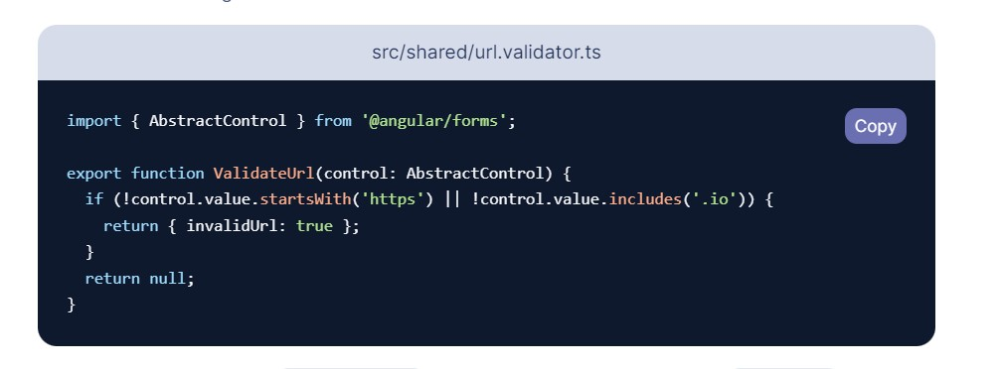 src/shared/url.validator.ts
import { AbstractControl } from '@angular/forms';
Copy
export function ValidateUrl(control: AbstractControl) {
  if (!control.value.startsWith('https') || !control.value.includes('.io')) {
    return { invalidUrl: true };
  }
  return null;
}